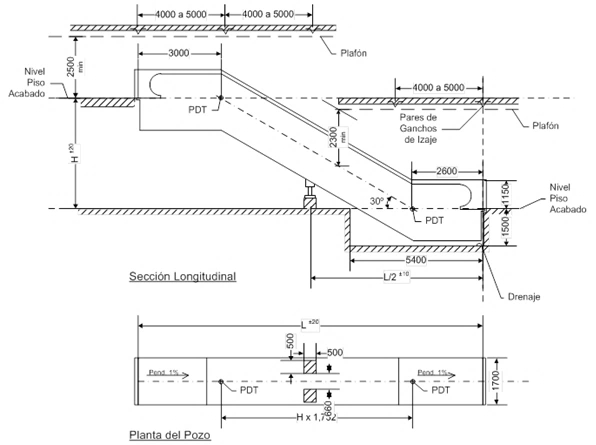 4000 a 5000
4000 a 5000
3000
Plafón
2500
min
Nivel
Piso
Acabado
PDT
4000 a 5000
Pares de
Ganchos
de Izaje
Plafón
2300
min
H ±20
2600
30º
PDT
1150
1500
Nivel
Piso
Acabado
5400
L/2 ±10
Drenaje
Sección Longitudinal
L ±20
500
500
Pend. 1%
PDT
Pend. 1%
PDT
1700
660
H x 1,732
Planta del Pozo